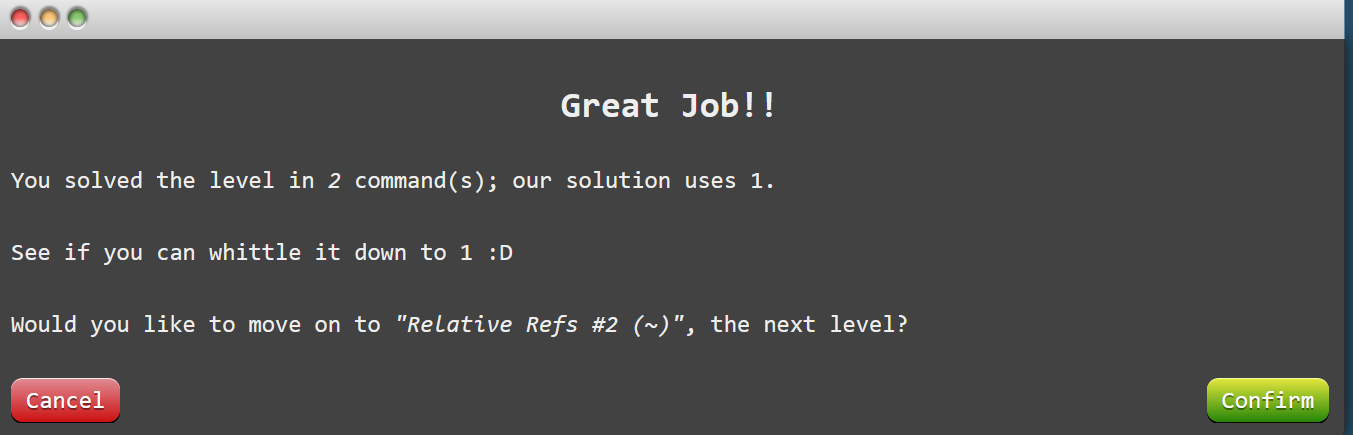 Great Job!!
You solved the level in 2 command(s); our solution uses 1.
See if you can whittle it down to 1 :D
Would you like to move on to "Relative Refs #2 (~)", the next level?
Cancel
Confirm